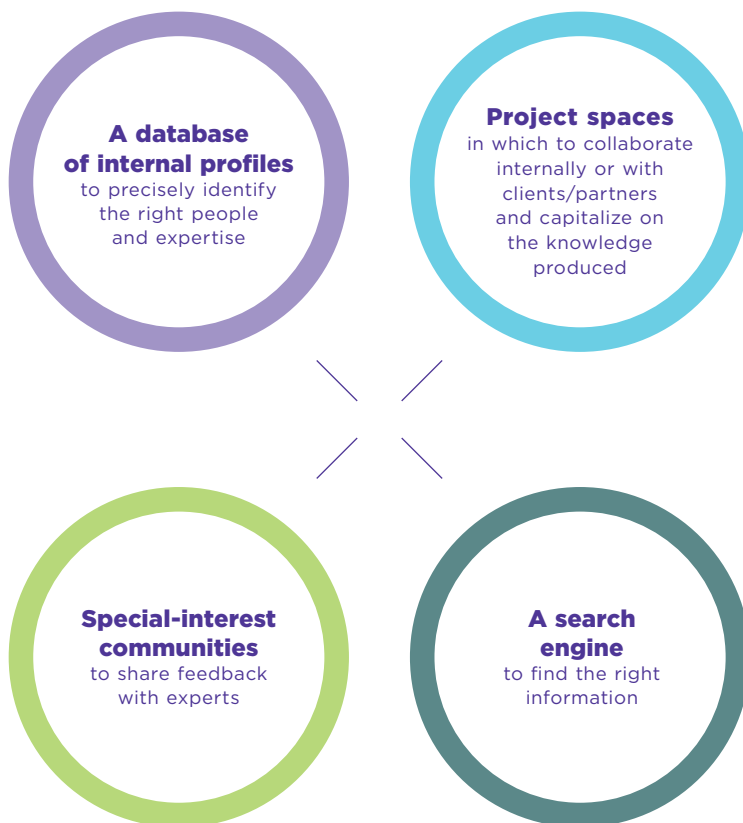 A database
of internal profiles
to precisely identify
the right people
and expertise
Project spaces
in which to collaborate
internally or with
clients/partners
and capitalize on
the knowledge
produced
Special-interest
communities
to share feedback
with experts
A search
engine
to find the right
information